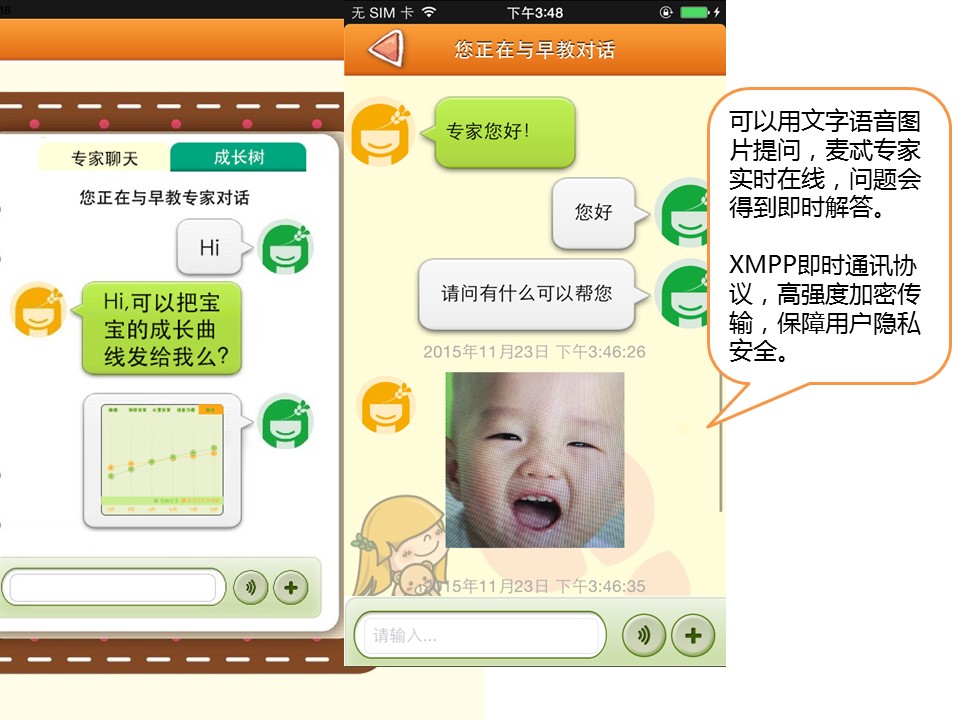 18
专家聊天
成长树
您正在与早教专家对话
Hi
Hi,可以把宝
宝的成长曲
线发给我么?
无 SIM 卡
下午3:48
您正在与早教对话
专家您好!
您好
请问有什么可以帮您
2015年11月23日 下午3:46:26
2015年11月23日 下午3:46:35
请输入...
可以用文字语音图
片提问，麦忒专家
实时在线，问题会
得到即时解答。
XMPP即时通讯协
议，高强度加密传
输，保障用户隐私
安全。